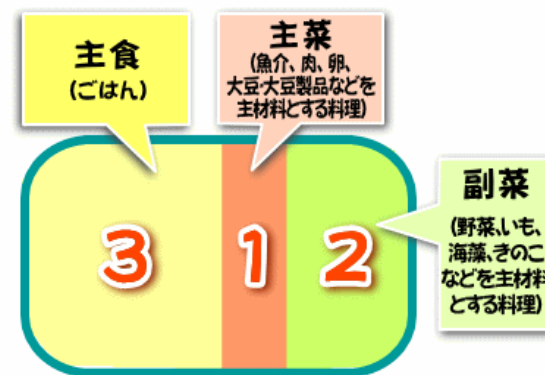 主食
(ごはん)
主菜
(魚介、肉、卵、
大豆・大豆製品などを
主材料とする料理)
副菜
(野菜、いも、
海藻、きのこ
などを主材料
とする料理)
3
1
2